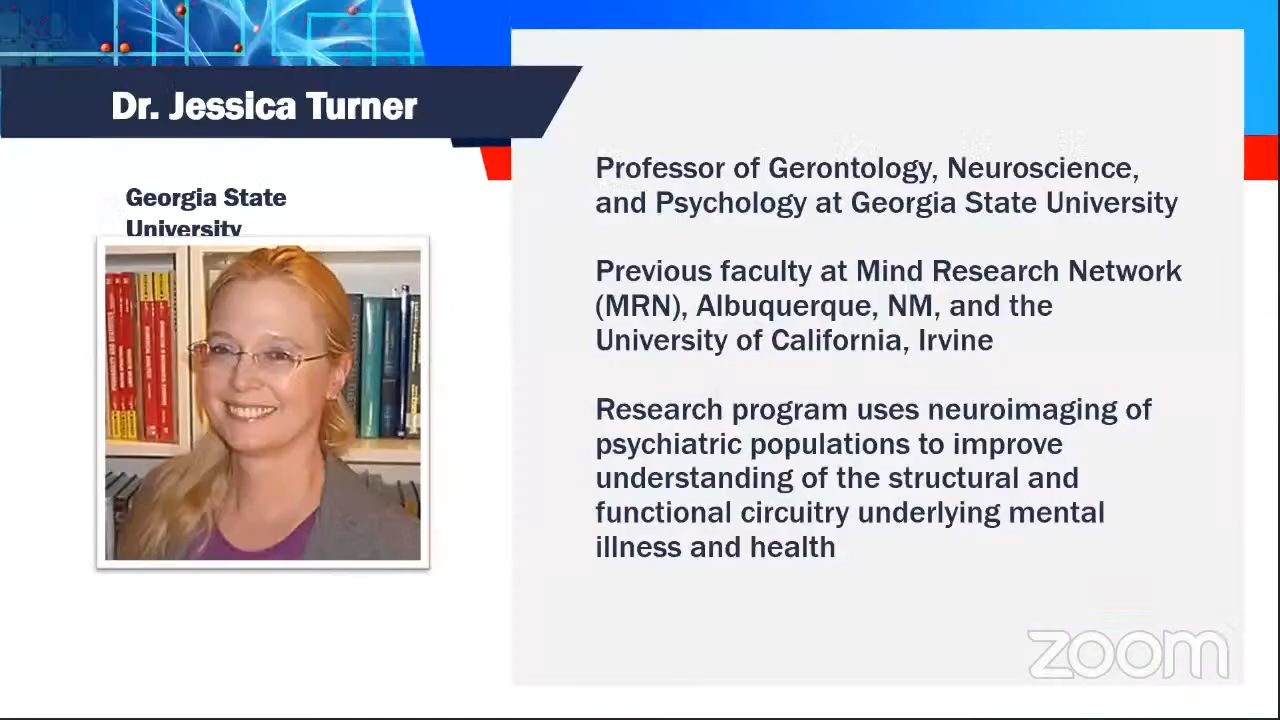 Dr. Jessica Turner
Georgia State
University
Professor of Gerontology, Neuroscience,
and Psychology at Georgia State University
Previous faculty at Mind Research Network
(MRN), Albuquerque, NM, and the
University of California, Irvine
Research program uses neuroimaging of
psychiatric populations to improve
understanding of the structural and
functional circuitry underlying mental
illness and health
zoom